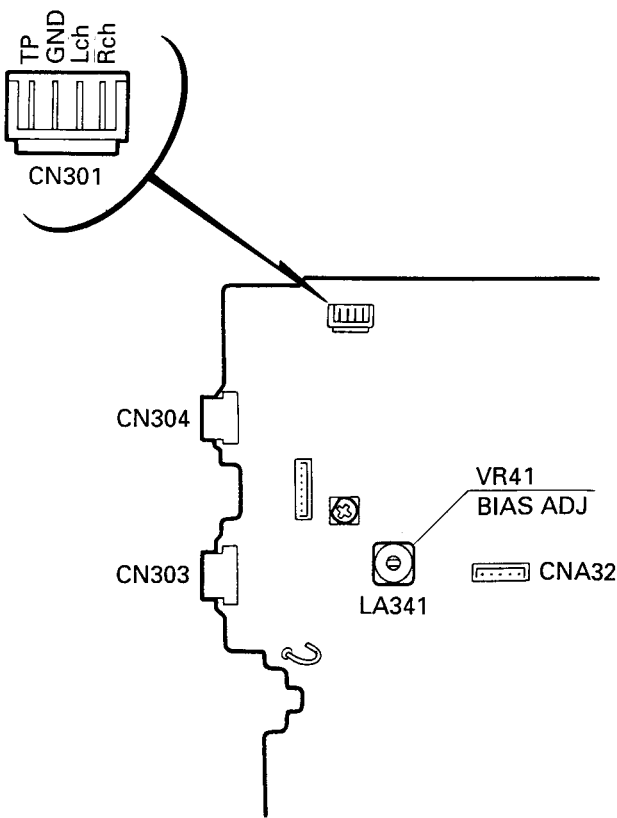 TP
GND
Lch
Rch
CN301
CN304
VR41
BIAS ADJ
CN303
CNA32
LA341